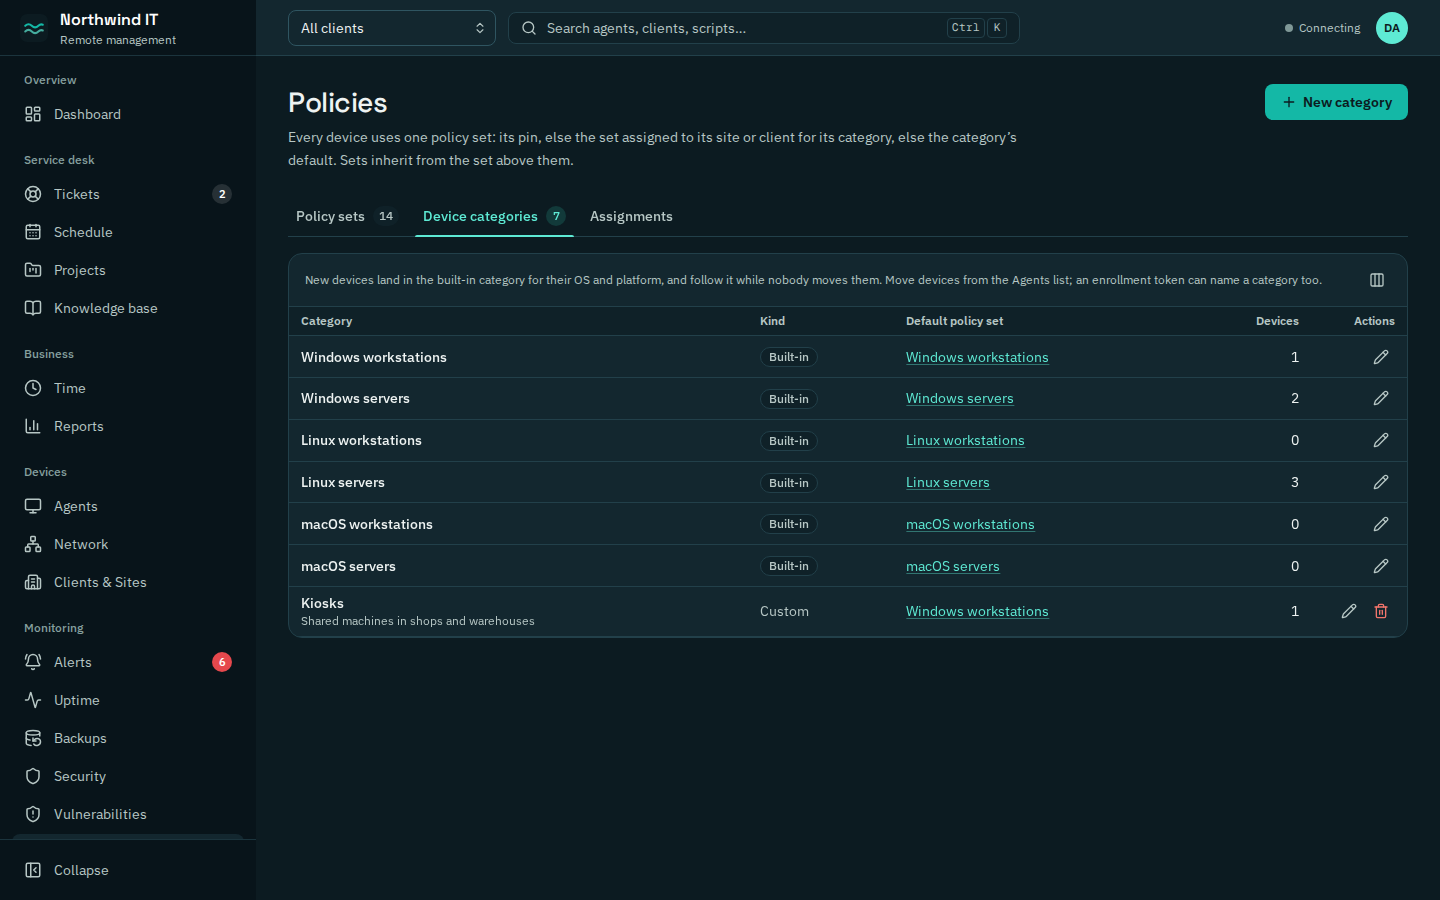 Northwind IT
Remote management
All clients
Search agents, clients, scripts...
Ctrl K
Connecting
DA
Overview
Dashboard
Service desk
Tickets 2
Schedule
Projects
Knowledge base
Business
Time
Reports
Devices
Agents
Network
Clients & Sites
Monitoring
Alerts 6
Uptime
Backups
Security
Vulnerabilities
Collapse
Policies
New category
Every device uses one policy set: its pin, else the set assigned to its site or client for its category, else the category’s
default. Sets inherit from the set above them.
Policy sets 14 Device categories 7 Assignments
New devices land in the built-in category for their OS and platform, and follow it while nobody moves them. Move devices from the Agents list; an enrollment token can name a category too.
Category Kind Default policy set Devices Actions
Windows workstations Built-in Windows workstations 1
Windows servers Built-in Windows servers 2
Linux workstations Built-in Linux workstations 0
Linux servers Built-in Linux servers 3
macOS workstations Built-in macOS workstations 0
macOS servers Built-in macOS servers 0
Kiosks Custom Windows workstations 1
Shared machines in shops and warehouses